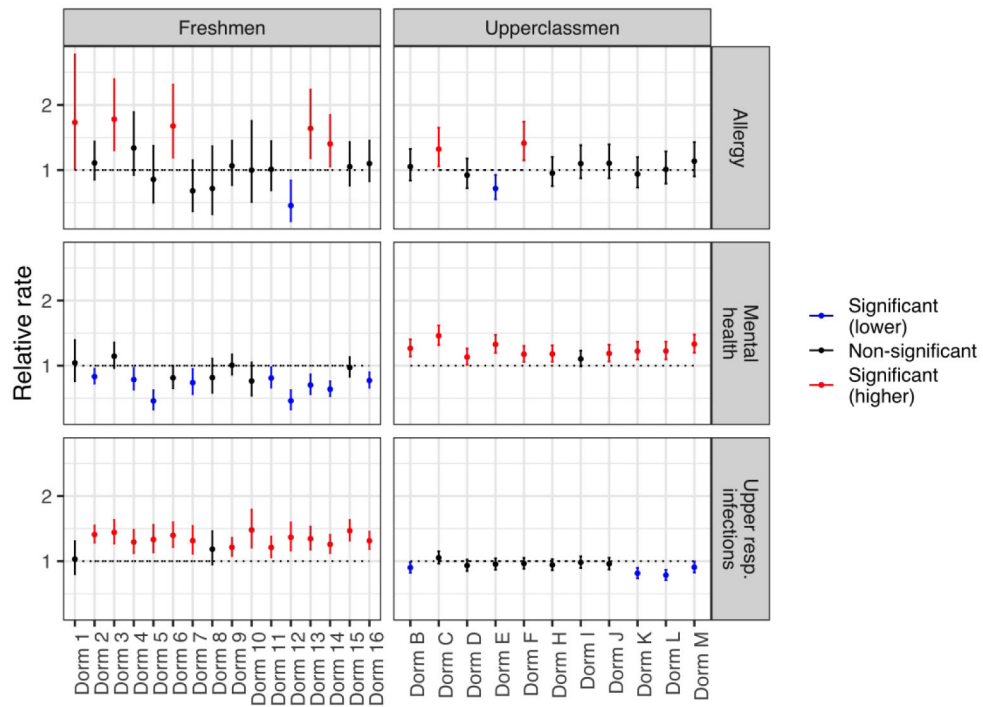 Freshmen
Upperclassmen
Relative rate
2
1
Allergy
2
1
Mental
health
2
1
Upper resp.
infections
Significant
(lower)
Non-significant
Significant
(higher)
Dorm 1
Dorm 2
Dorm 3
Dorm 4
Dorm 5
Dorm 6
Dorm 7
Dorm 8
Dorm 9
Dorm 10
Dorm 11
Dorm 12
Dorm 13
Dorm 14
Dorm 15
Dorm 16
Dorm B
Dorm C
Dorm D
Dorm E
Dorm F
Dorm H
Dorm I
Dorm J
Dorm K
Dorm L
Dorm M